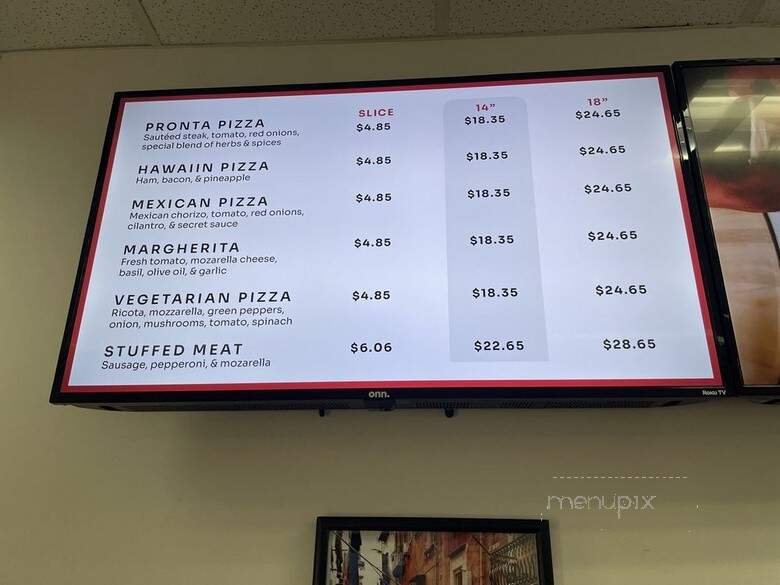 SLICE 14" 18"
PRONTA PIZZA $4.85 $18.35 $24.65
Sautéed steak, tomato, red onions,
special blend of herbs & spices
HAWAIIN PIZZA $4.85 $18.35 $24.65
Ham, bacon, & pineapple
MEXICAN PIZZA $4.85 $18.35 $24.65
Mexican chorizo, tomato, red onions,
cilantro, & secret sauce
MARGHERITA $4.85 $18.35 $24.65
Fresh tomato, mozarella cheese,
basil, olive oil, & garlic
VEGETARIAN PIZZA $4.85 $18.35 $24.65
Ricota, mozzarella, green peppers,
onion, mushrooms, tomato, spinach
STUFFED MEAT $6.06 $22.65 $28.65
Sausage, pepperoni, & mozarella
onn.
Roku TV
menupix